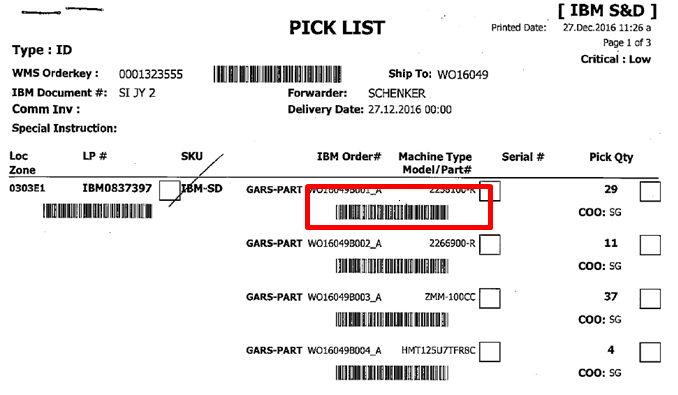 [ IBM S&D ]
PICK LIST
Printed Date: 27.Dec.2016 11:26 a
Page 1 of 3
Type : ID
Critical : Low
WMS Orderkey : 0001323555 Ship To: WO16049
IBM Document #: SI JY 2 Forwarder: SCHENKER
Comm Inv : Delivery Date: 27.12.2016 00:00
Special Instruction:
Loc LP # SKU IBM Order# Machine Type Serial # Pick Qty
Zone Model/Part#
0303E1 IBM0837397 IBM-SD GARS-PART WO16049B001_A 2258100-R 29
COO: SG
GARS-PART WO16049B002_A 2266900-R 11
COO: SG
GARS-PART WO16049B003_A ZMM-100CC 37
COO: SG
GARS-PART WO16049B004_A HMT125U7TFR8C 4
COO: SG